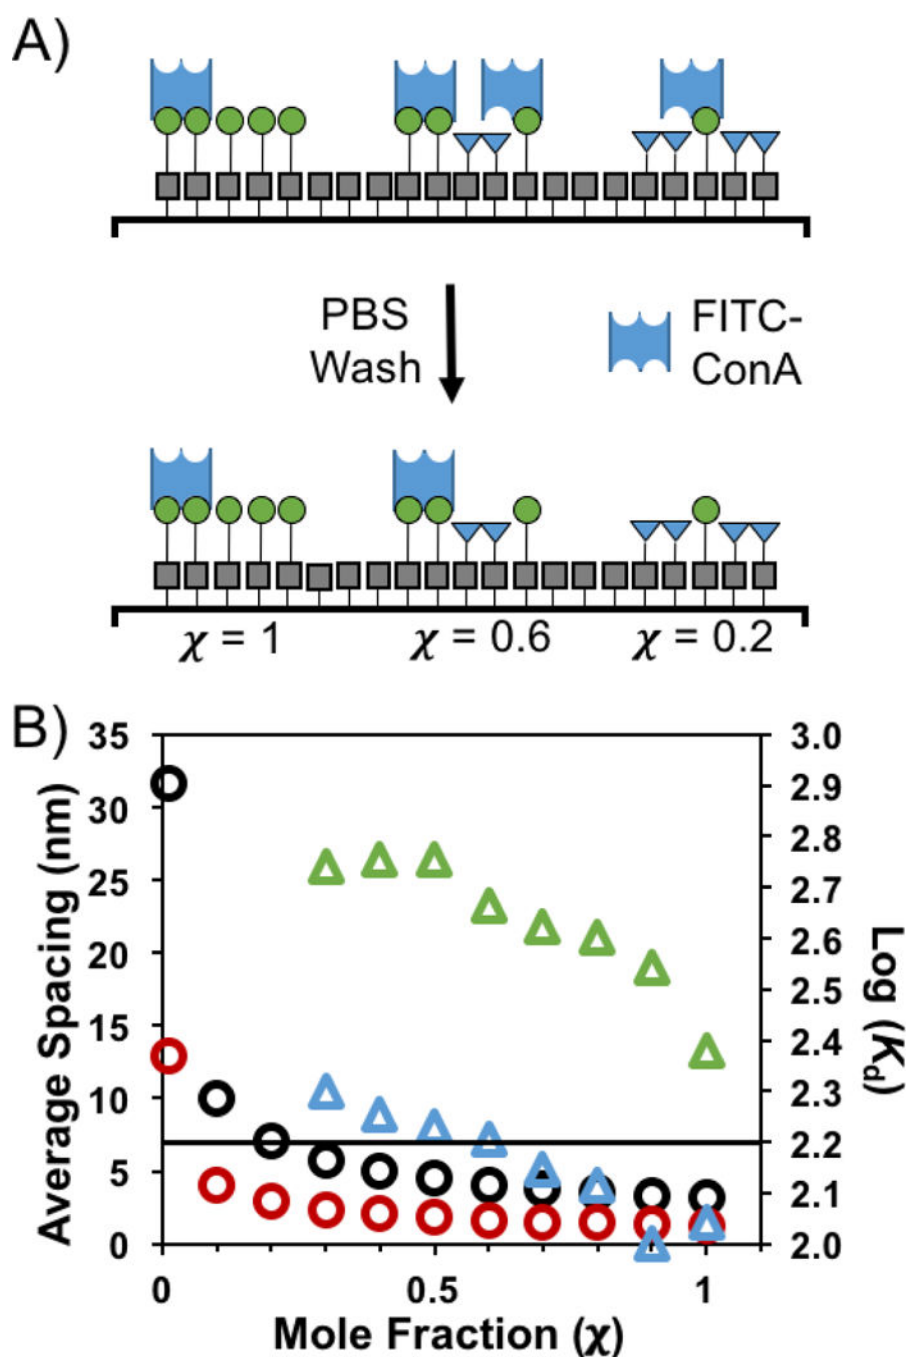 A)
PBS
Wash
FITC-
ConA
χ = 1
χ = 0.6
χ = 0.2
B)
35
30
25
20
15
10
5
0
Average Spacing (nm)
3.0
2.9
2.8
2.7
2.6
2.5
2.4
2.3
2.2
2.1
2.0
Log (Kd)
0
0.5
1
Mole Fraction (χ)